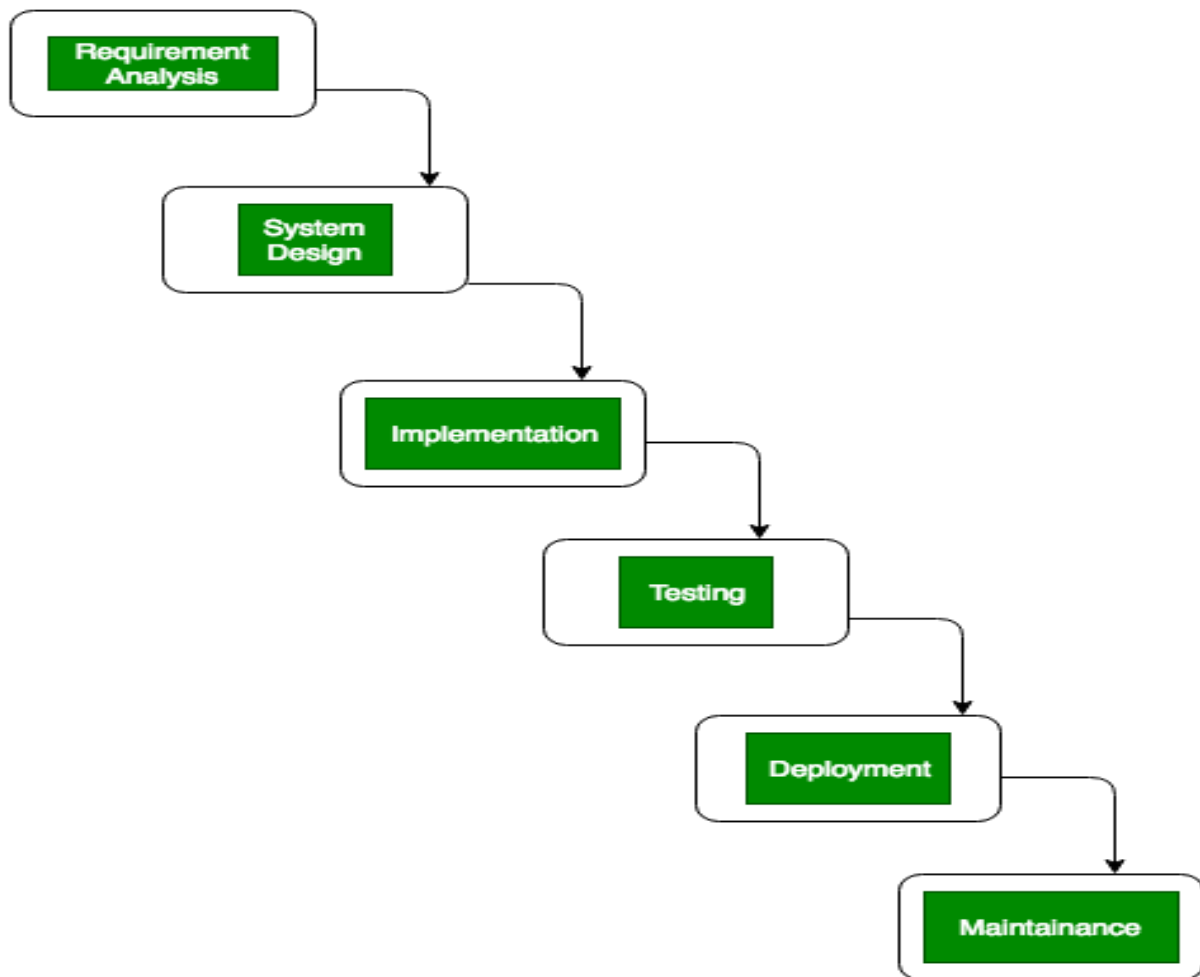 Requirement
Analysis
System
Design
Implementation
Testing
Deployment
Maintainance